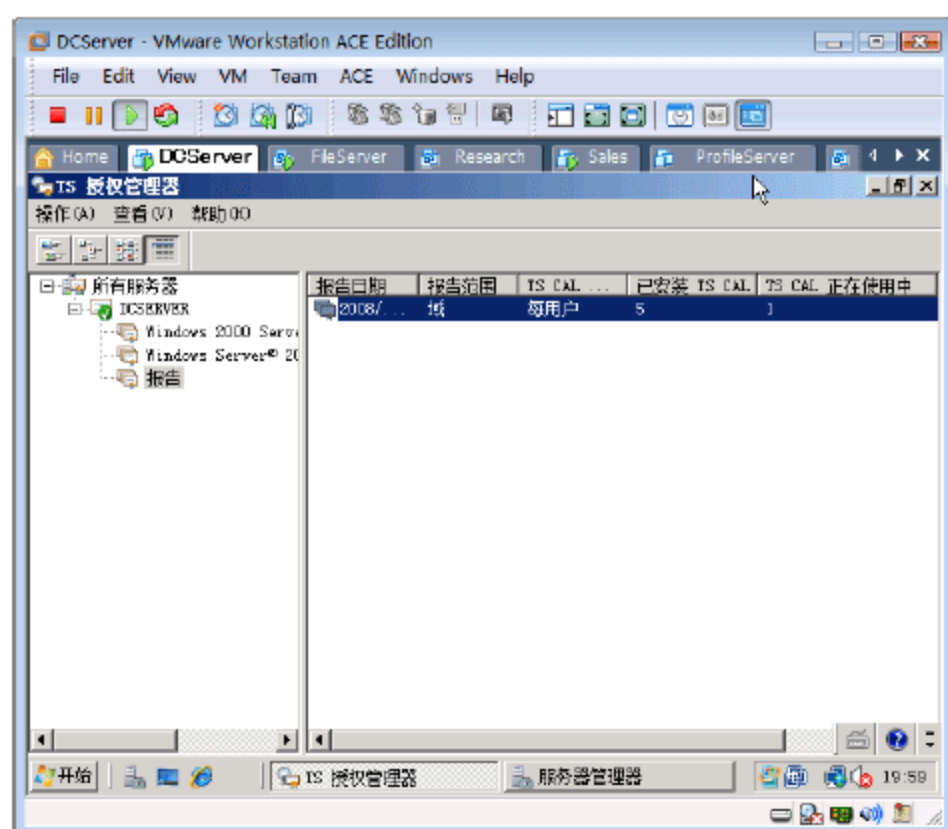 DCServer - VMware Workstation ACE Edition
File Edit View VM Team ACE Windows Help
Home DCServer FileServer Research Sales ProfileServer
TS 授权管理器
操作(A) 查看(V) 帮助(H)
所有服务器
DCSERVER
Windows 2000 Serve
Windows Server® 20
报告
报告日期 报告范围 TS CAL ... 已安装 TS CAL TS CAL 正在使用中
2008/... 域 每用户 5 1
开始 TS 授权管理器 服务器管理器 19:59